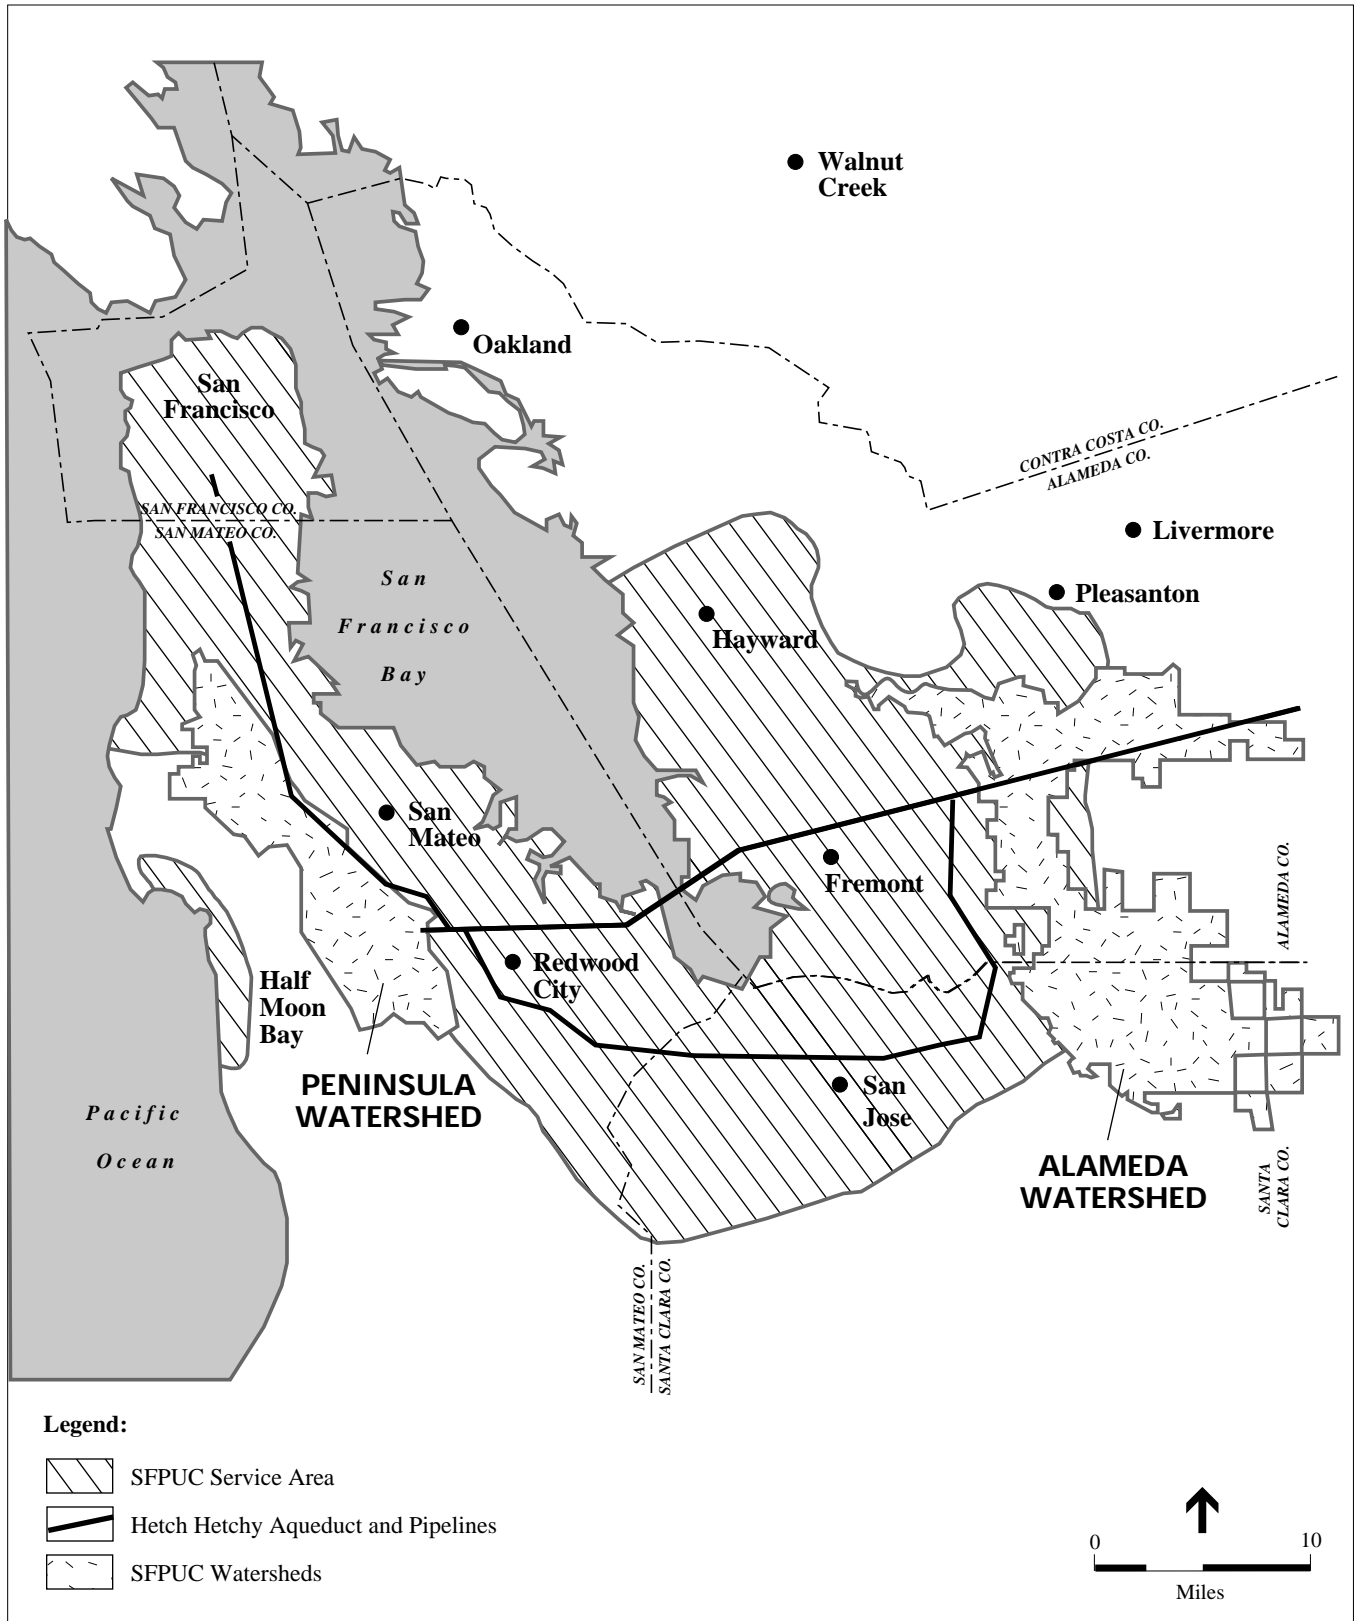 Walnut
Creek
Oakland
San
Francisco
CONTRA COSTA CO.
ALAMEDA CO.
SAN FRANCISCO CO.
SAN MATEO CO.
Livermore
San
Francisco
Bay
Pleasanton
Hayward
San
Mateo
Fremont
ALAMEDA CO.
Redwood
City
Half
Moon
Bay
PENINSULA
WATERSHED
San
Jose
Pacific
Ocean
ALAMEDA
WATERSHED
SANTA
CLARA CO.
SAN MATEO CO.
SANTA CLARA CO.
Legend:
SFPUC Service Area
Hetch Hetchy Aqueduct and Pipelines
SFPUC Watersheds
0 10
Miles